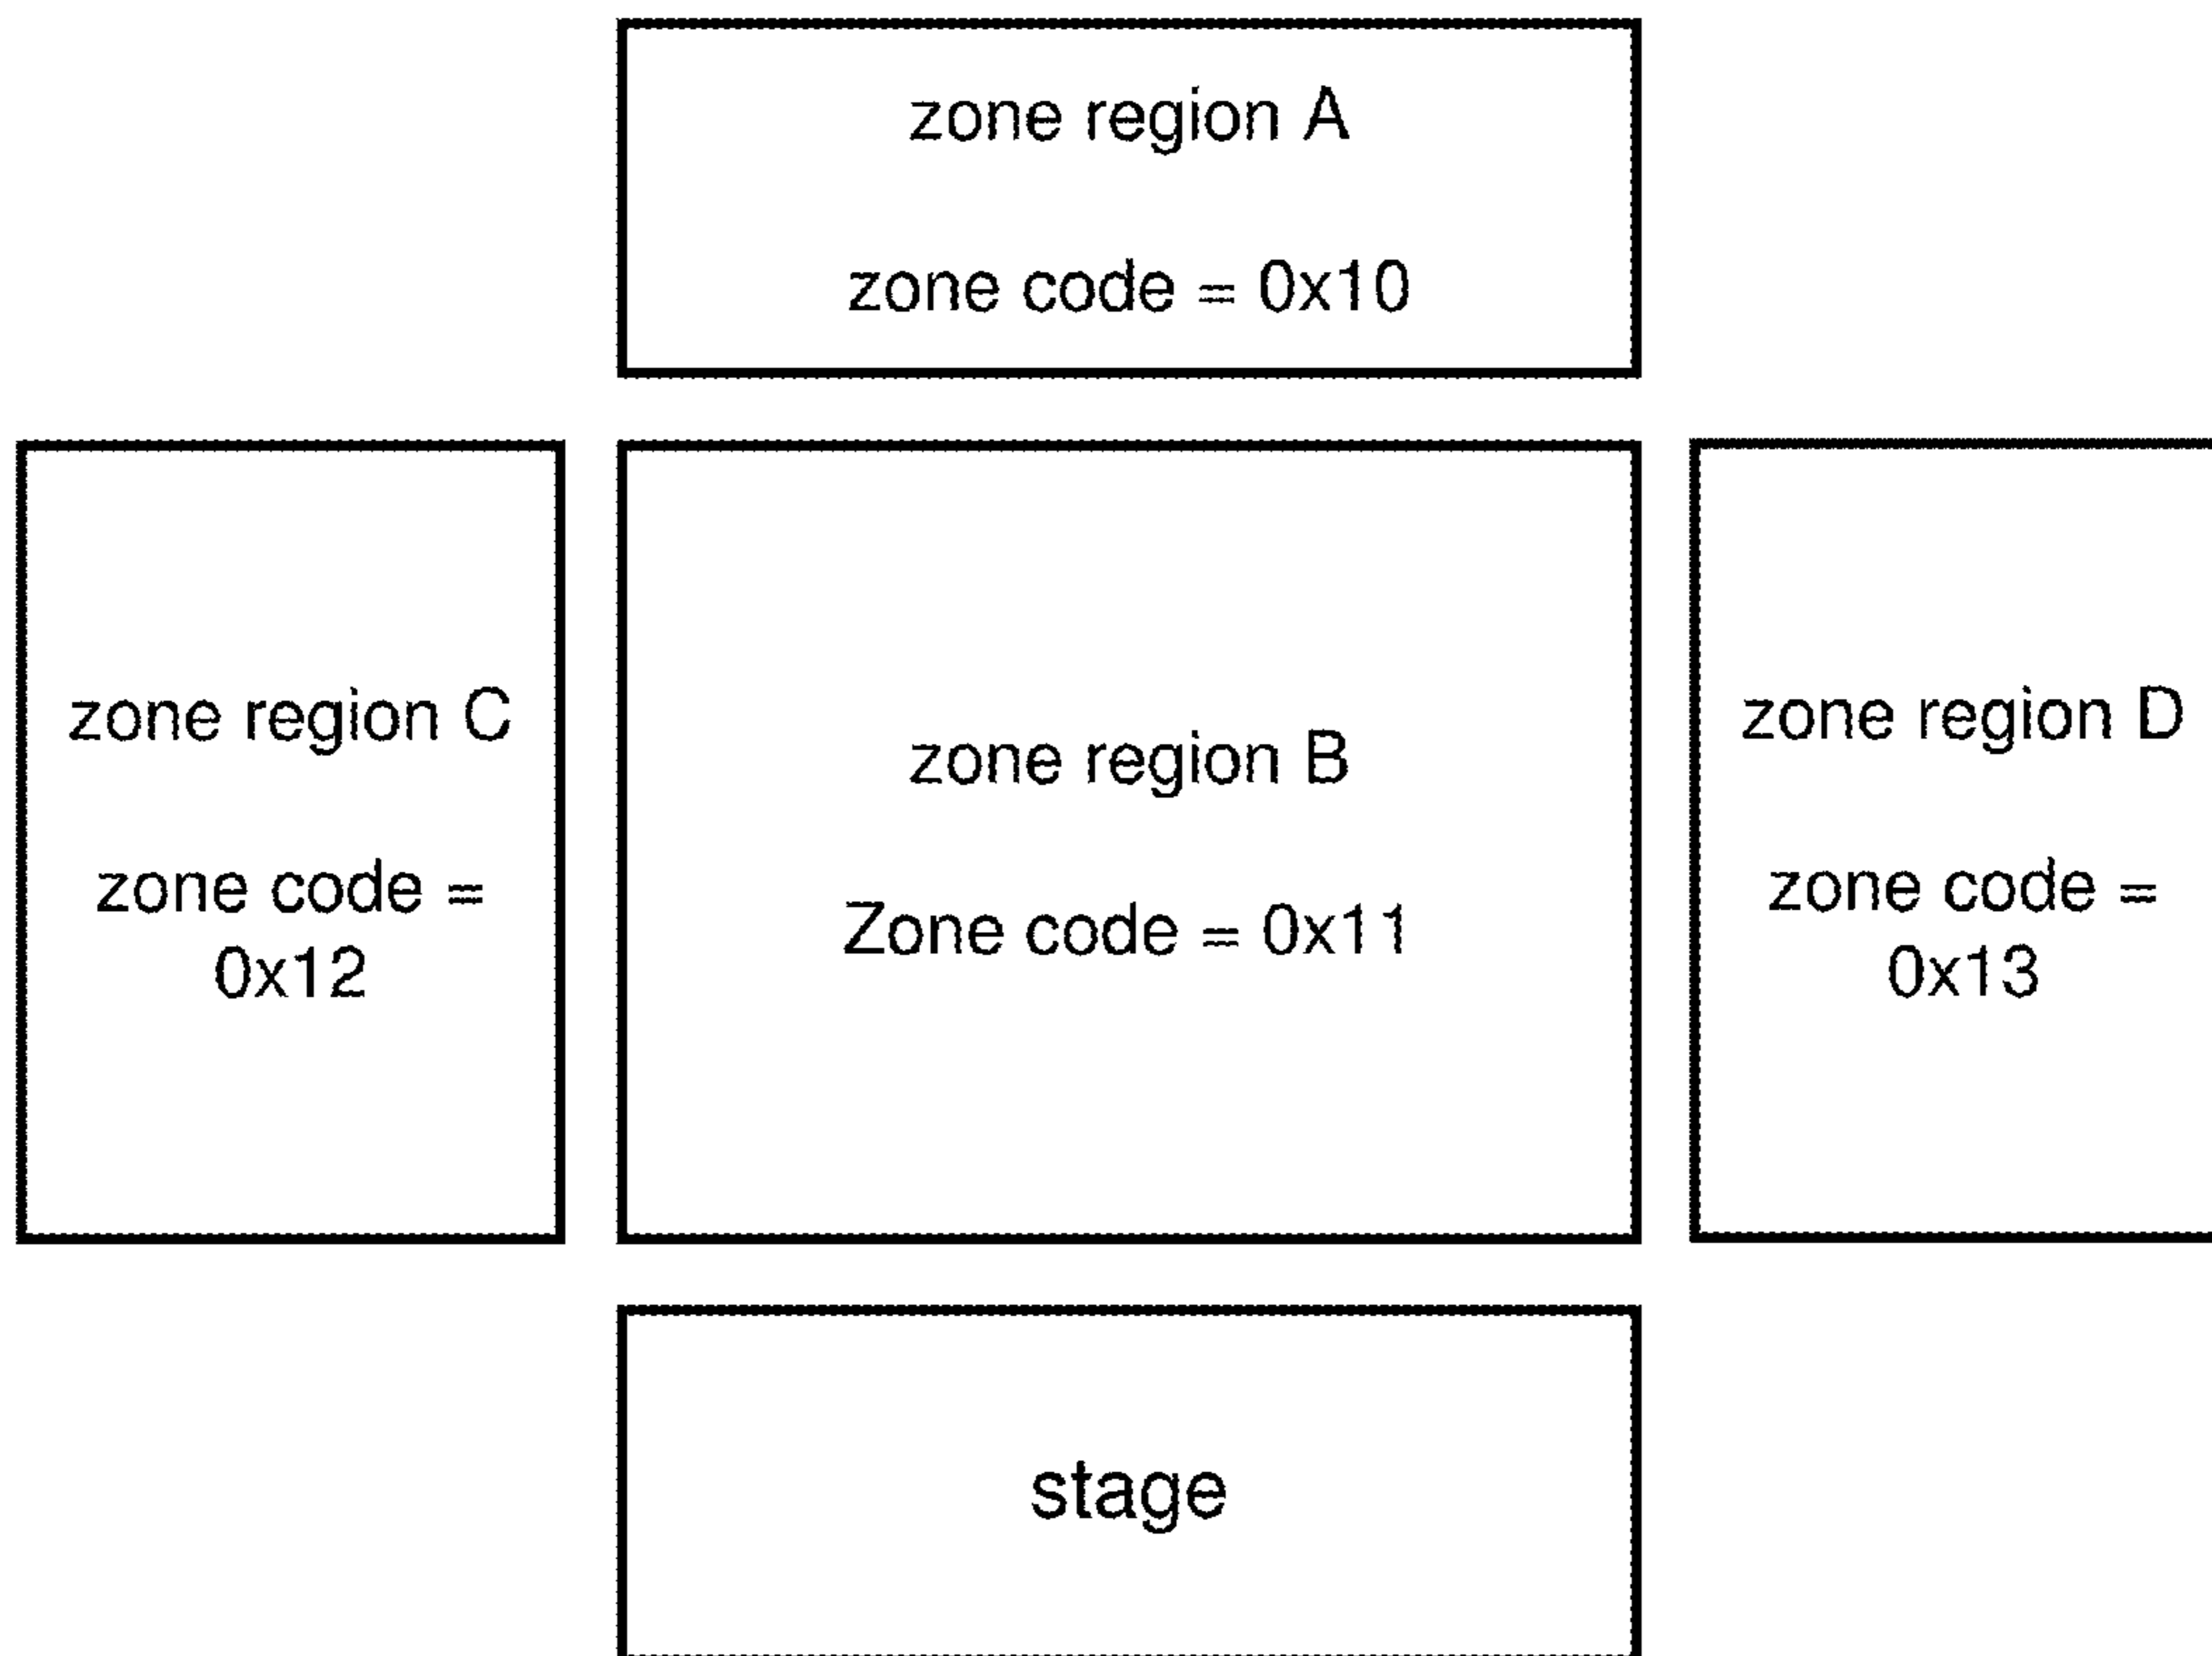 zone region A
zone code = 0x10
zone region C
zone code =
0x12
zone region B
Zone code = 0x11
zone region D
zone code =
0x13
stage